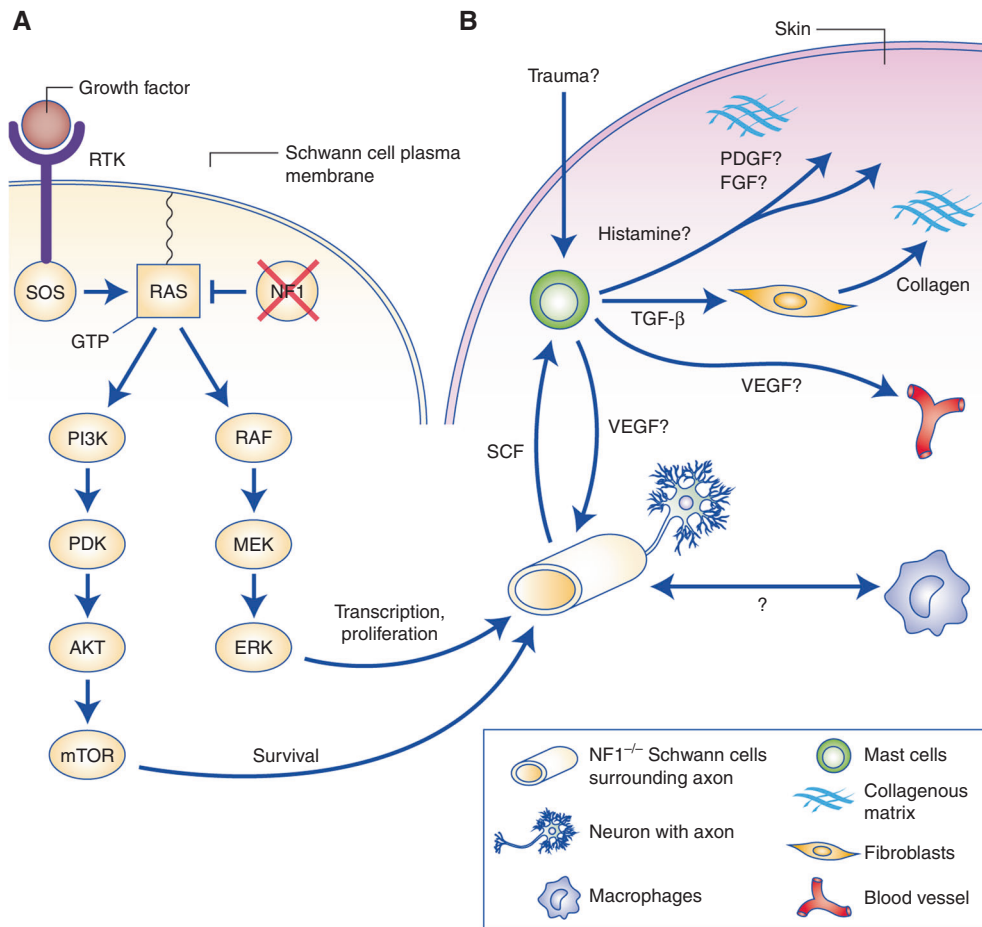 A
Growth factor
RTK
Schwann cell plasma
membrane
SOS
RAS
NF1
GTP
PI3K
RAF
PDK
MEK
AKT
ERK
mTOR
Transcription,
proliferation
Survival
B
Skin
Trauma?
PDGF?
FGF?
Histamine?
Collagen
TGF-β
VEGF?
SCF
VEGF?
?
NF1⁻/⁻ Schwann cells
surrounding axon
Neuron with axon
Macrophages
Mast cells
Collagenous
matrix
Fibroblasts
Blood vessel